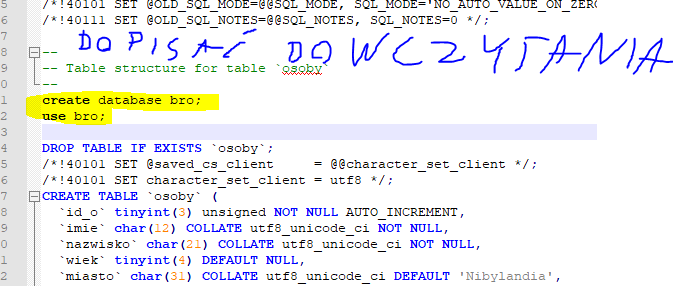 5 /*!40101 SET @OLD_SQL_MODE=@@SQL_MODE, SQL_MODE='NO_AUTO_VALUE_ON_ZERO
6 /*!40111 SET @OLD_SQL_NOTES=@@SQL_NOTES, SQL_NOTES=0 */;
7 DOPISAĆ DO WCZYTANIA
8 --
9 -- Table structure for table `osoby`
0 --
1 create database bro;
2 use bro;
3
4 DROP TABLE IF EXISTS `osoby`;
5 /*!40101 SET @saved_cs_client     = @@character_set_client */;
6 /*!40101 SET character_set_client = utf8 */;
7 CREATE TABLE `osoby` (
8 `id_o` tinyint(3) unsigned NOT NULL AUTO_INCREMENT,
9 `imie` char(12) COLLATE utf8_unicode_ci NOT NULL,
0 `nazwisko` char(21) COLLATE utf8_unicode_ci NOT NULL,
1 `wiek` tinyint(4) DEFAULT NULL,
2 `miasto` char(31) COLLATE utf8_unicode_ci DEFAULT 'Nibylandia',